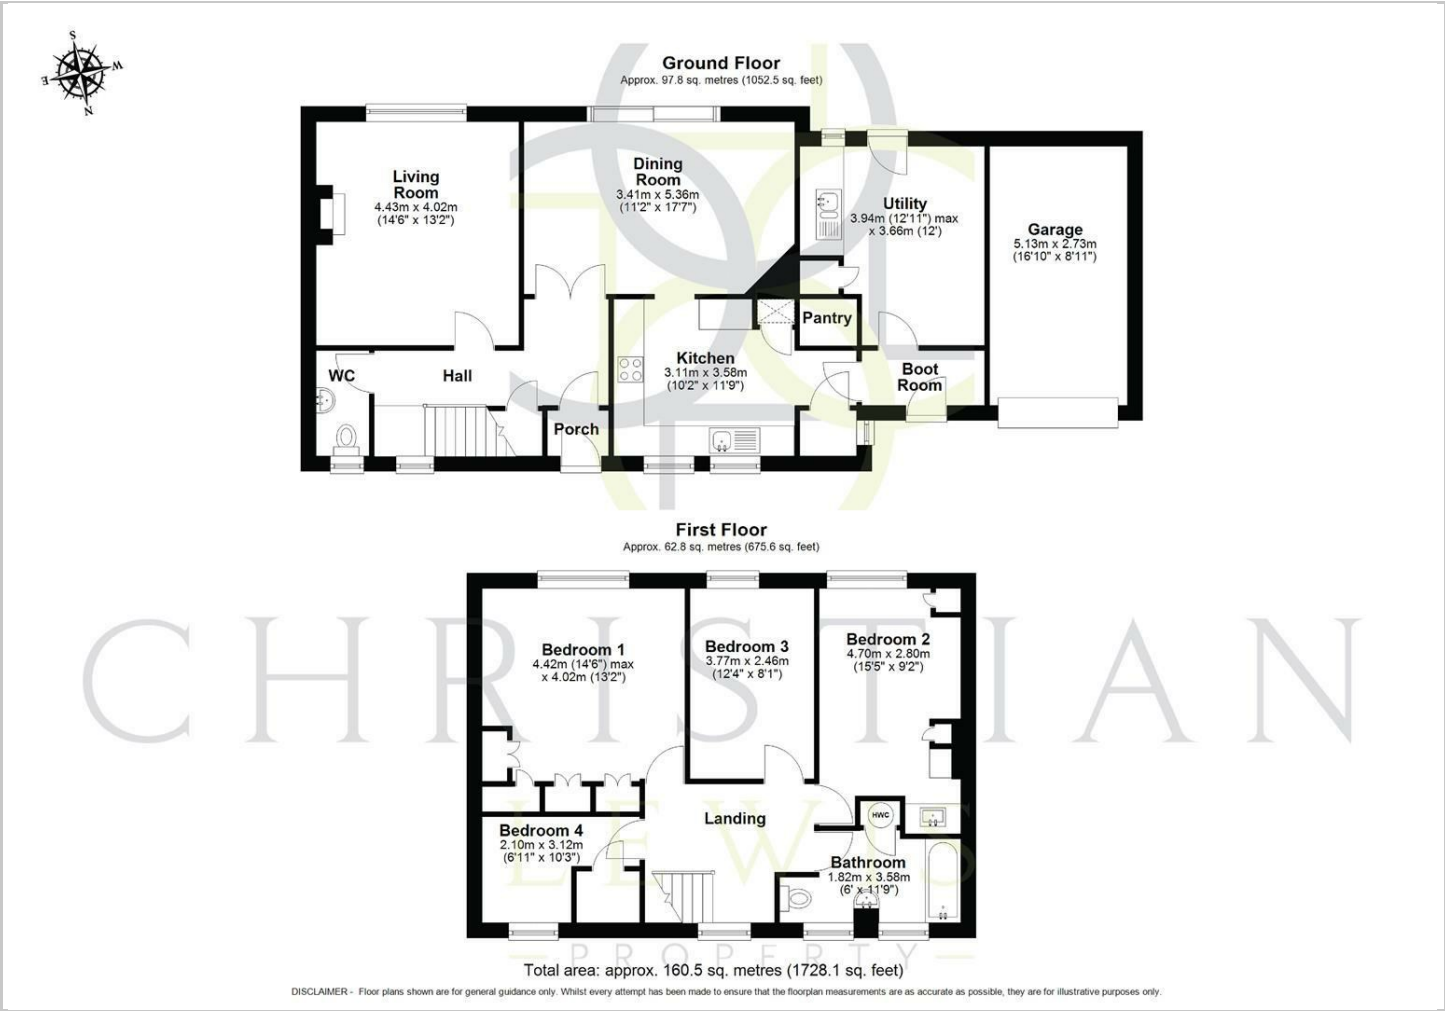 S
W
E
N
Ground Floor
Approx. 97.8 sq. metres (1052.5 sq. feet)
Living
Room
4.43m x 4.02m
(14'6" x 13'2")
Dining
Room
3.41m x 5.36m
(11'2" x 17'7")
Utility
3.94m (12'11") max
x 3.66m (12')
Garage
5.13m x 2.73m
(16'10" x 8'11")
Pantry
Kitchen
3.11m x 3.58m
(10'2" x 11'9")
WC
Hall
Boot
Room
Porch
First Floor
Approx. 62.8 sq. metres (675.6 sq. feet)
CHRISTIAN
Bedroom 1
4.42m (14'6") max
x 4.02m (13'2")
Bedroom 3
3.77m x 2.46m
(12'4" x 8'1")
Bedroom 2
4.70m x 2.80m
(15'5" x 9'2")
Landing
HWC
LEWIS
Bedroom 4
2.10m x 3.12m
(6'11" x 10'3")
Bathroom
1.82m x 3.58m
(6' x 11'9")
PROPERTY
Total area: approx. 160.5 sq. metres (1728.1 sq. feet)
DISCLAIMER - Floor plans shown are for general guidance only. Whilst every attempt has been made to ensure that the floorplan measurements are as accurate as possible, they are for illustrative purposes only.